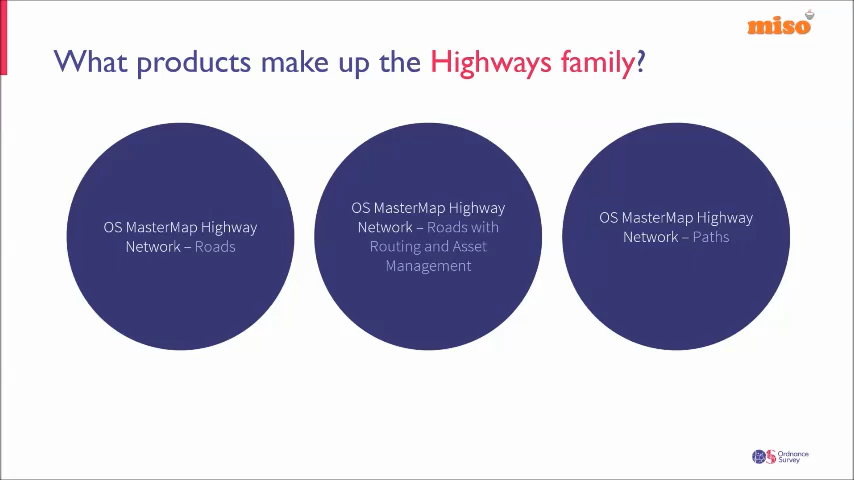 miso
What products make up the Highways family?
OS MasterMap Highway
Network – Roads
OS MasterMap Highway
Network – Roads with
Routing and Asset
Management
OS MasterMap Highway
Network – Paths
Ordnance
Survey